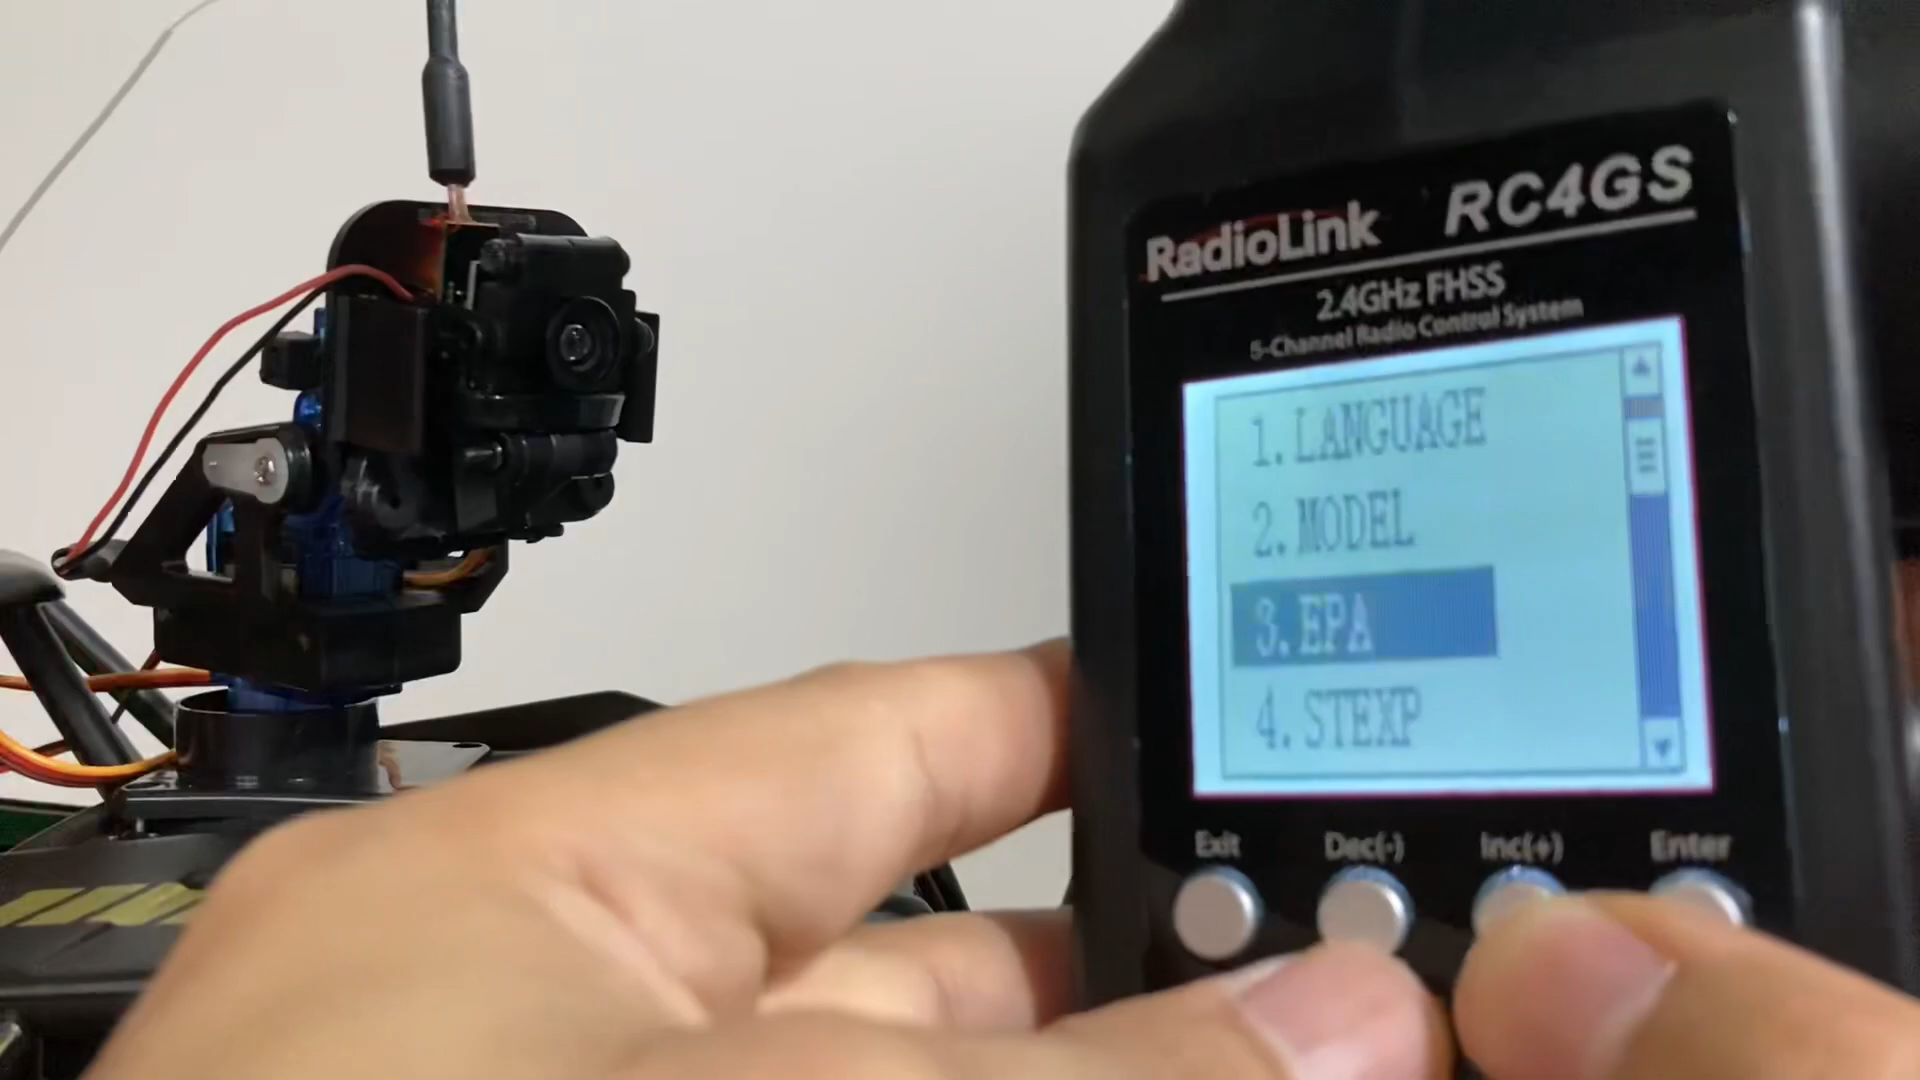 RadioLink RC4GS
2.4GHz FHSS
5-Channel Radio Control System
1. LANGUAGE
2. MODEL
3. EPA
4. STEXP
Exit Dec(-) Inc(+) Enter